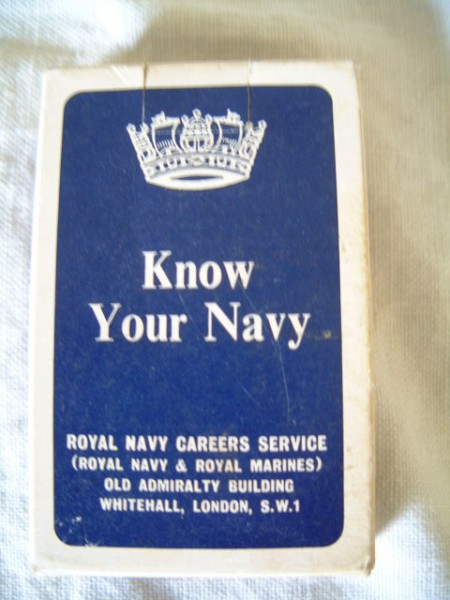 Know
Your Navy
ROYAL NAVY CAREERS SERVICE
(ROYAL NAVY & ROYAL MARINES)
OLD ADMIRALTY BUILDING
WHITEHALL, LONDON, S.W.1